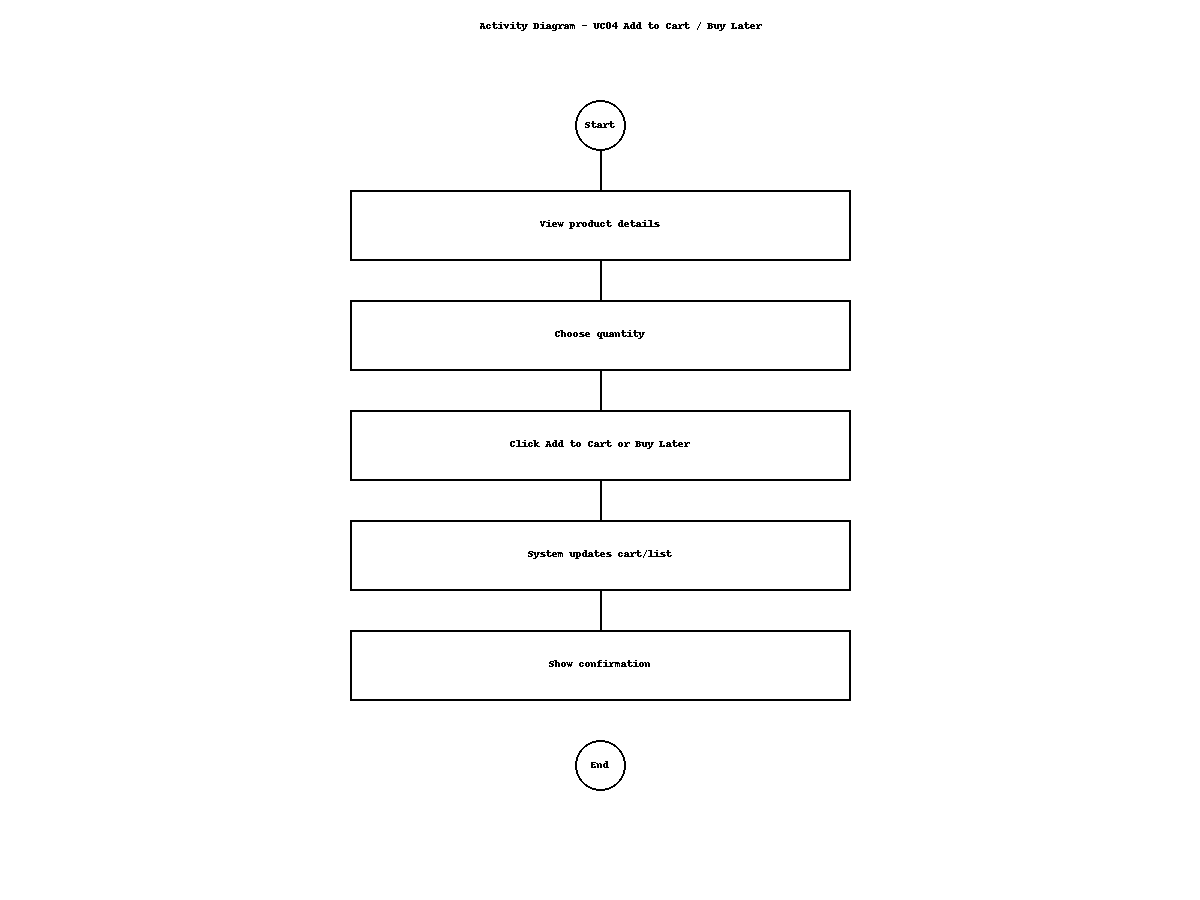 Activity Diagram - UC04 Add to Cart / Buy Later
Start
View product details
Choose quantity
Click Add to Cart or Buy Later
System updates cart/list
Show confirmation
End